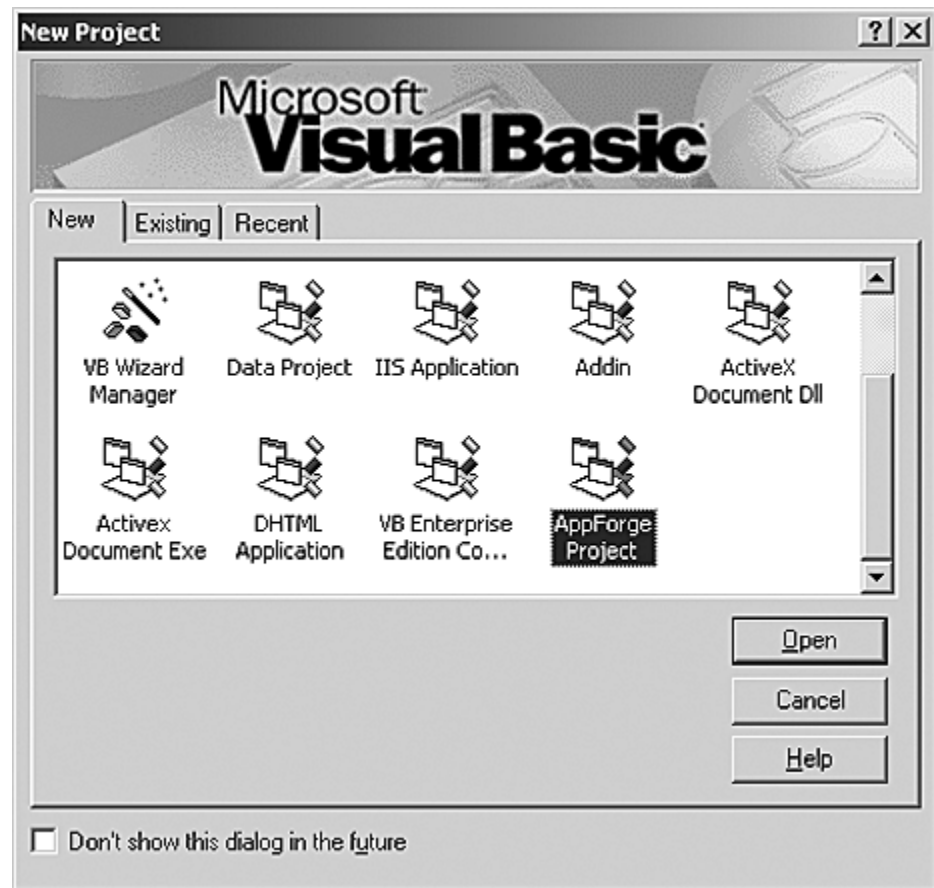 New Project
Microsoft
Visual Basic
New Existing Recent
VB Wizard Manager
Data Project
IIS Application
Addin
ActiveX Document Dll
Activex Document Exe
DHTML Application
VB Enterprise Edition Co...
AppForge Project
Open
Cancel
Help
Don't show this dialog in the future